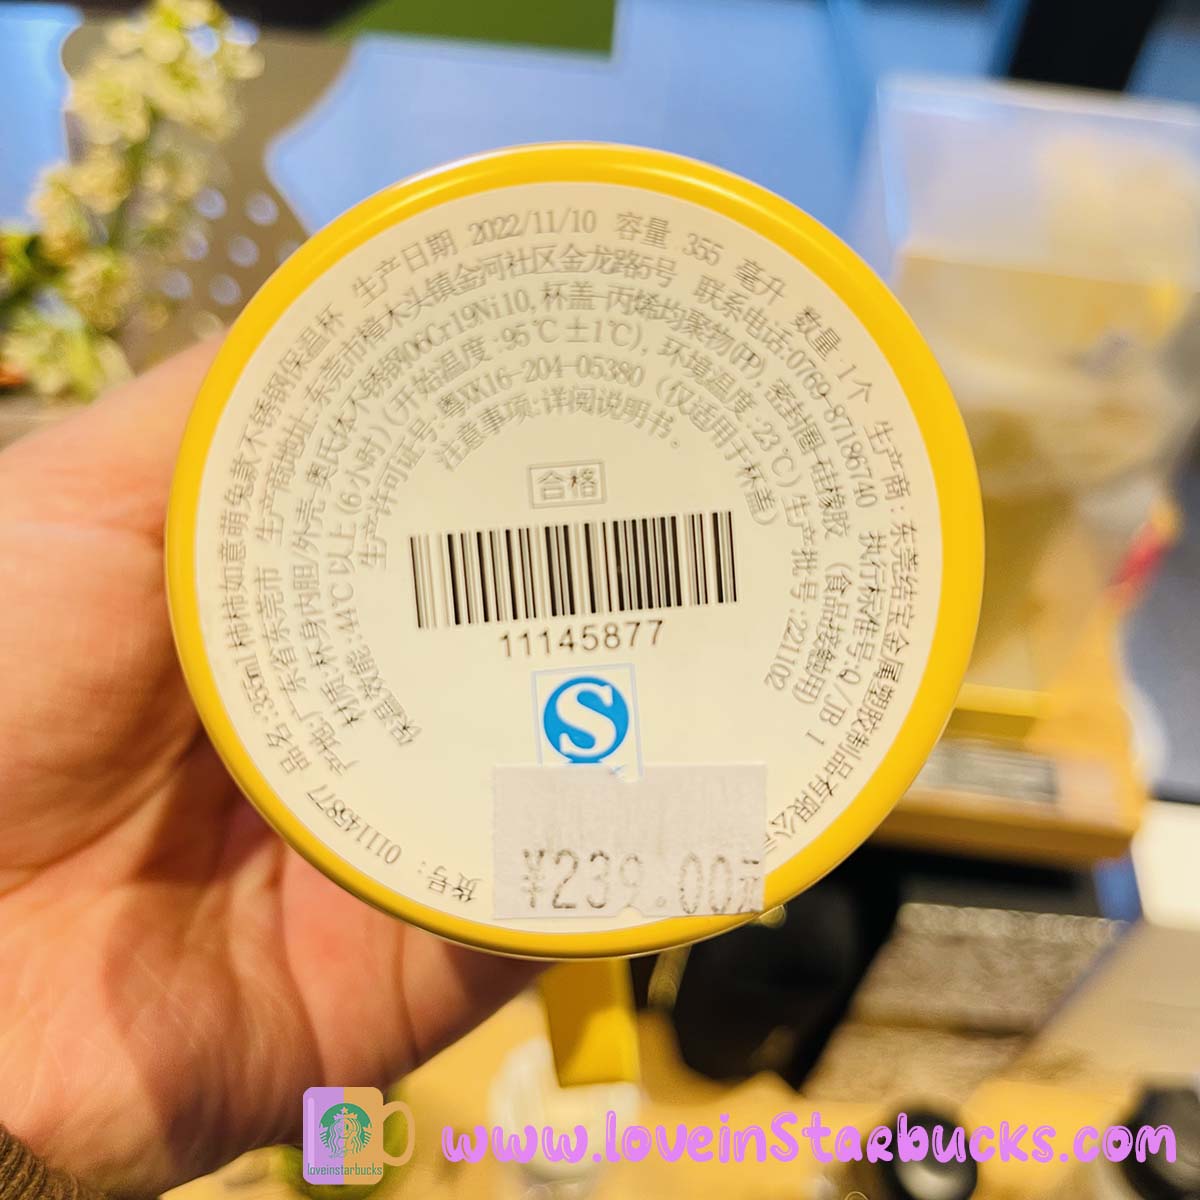 货号: 011145877 品名:355ml柿柿如意萌兔款不锈钢保温杯 生产日期 2022/11/10 容量 355 毫升 数量:1个 生产商:东莞
金属塑胶制品有限公
产地:广东省东莞市 生产商地址:东莞市樟木头镇金河社区金龙路5号 联系电话:0769-87186740 执行标准号:Q/JB 1
材质:杯身内胆/外壳-奥氏体不锈钢06Cr19Ni10,杯盖-丙烯均聚物(PP),密封圈-硅橡胶 (食品接触用)
保温效能:44℃以上(6小时)(开始温度:95℃±1℃),环境温度:23℃)生产批号:221102
生产许可证号:粤XK16-204-05380 (仅适用于杯盖)
注意事项:详阅说明书。
合格
11145877
S
¥239.00元
loveinstarbucks
www.loveinstarbucks.com